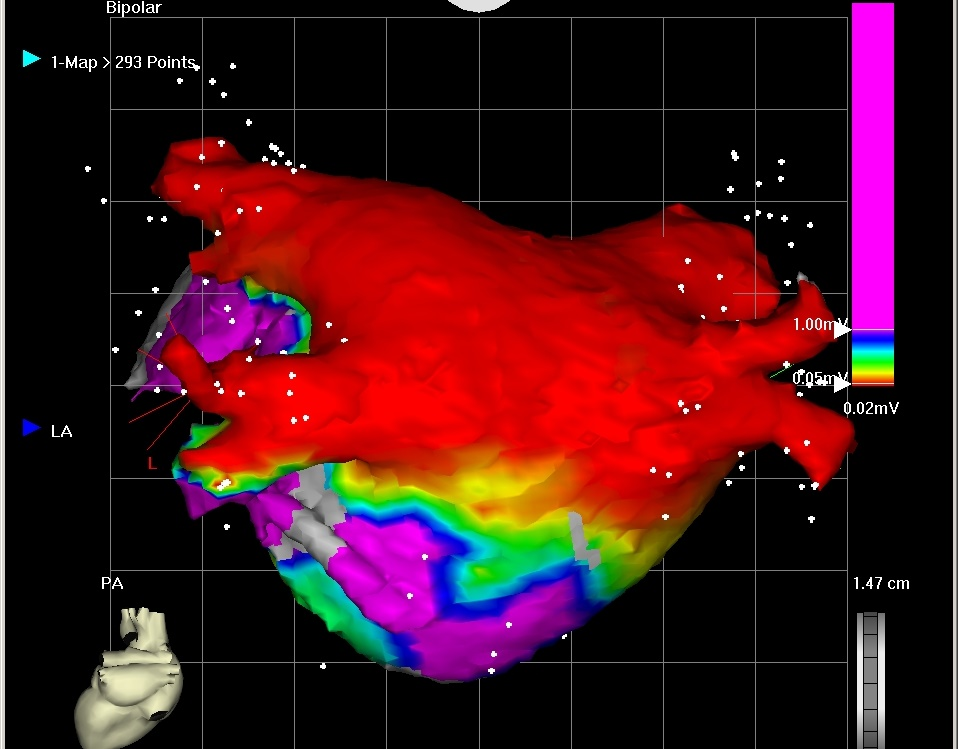 Bipolar
1-Map > 293 Points
1.00mV
0.05mV
0.02mV
LA
L
PA
1.47 cm